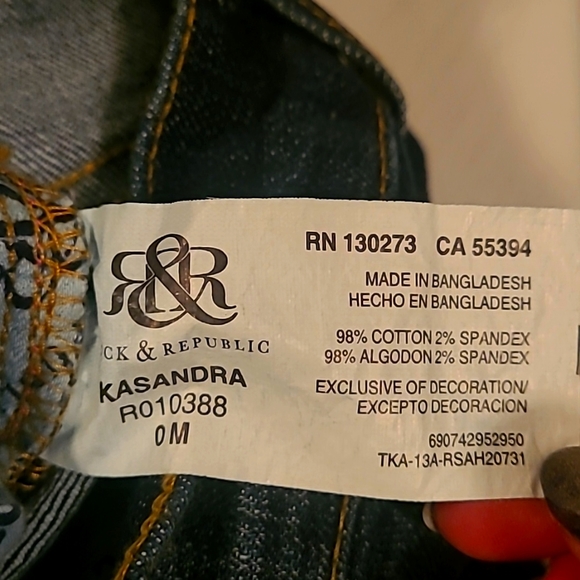 R&R
CK & REPUBLIC
KASANDRA
R010388
0M
RN 130273 CA 55394
MADE IN BANGLADESH
HECHO EN BANGLADESH
98% COTTON 2% SPANDEX
98% ALGODON 2% SPANDEX
EXCLUSIVE OF DECORATION/
EXCEPTO DECORACION
690742952950
TKA-13A-RSAH20731